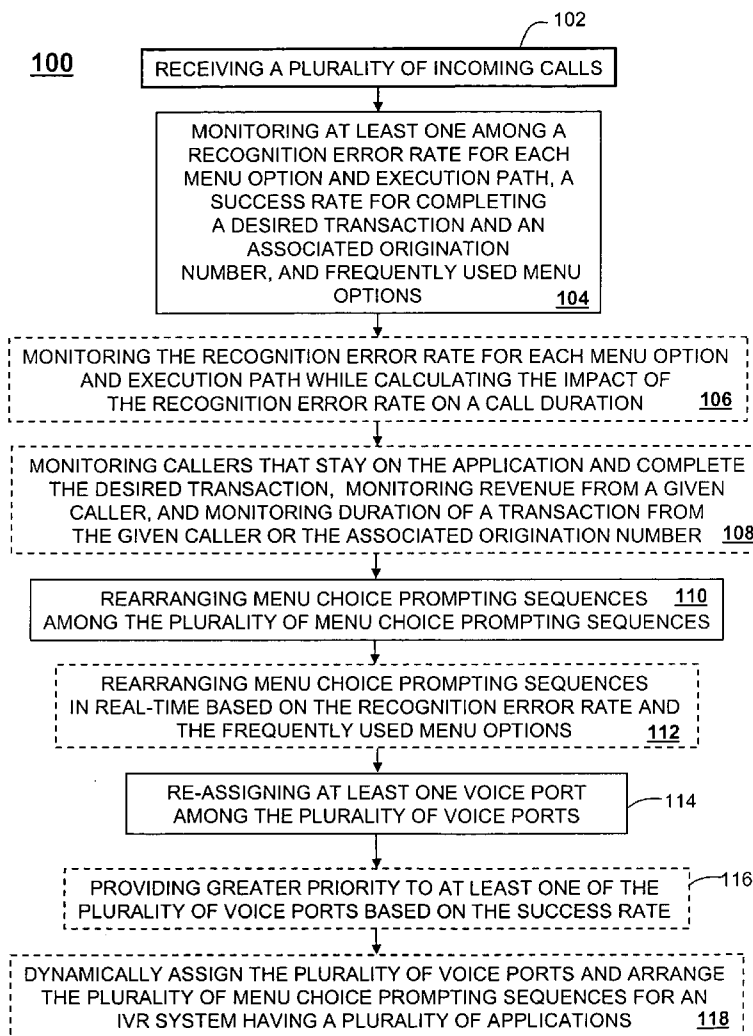 102
100
RECEIVING A PLURALITY OF INCOMING CALLS
MONITORING AT LEAST ONE AMONG A
RECOGNITION ERROR RATE FOR EACH
MENU OPTION AND EXECUTION PATH, A
SUCCESS RATE FOR COMPLETING
A DESIRED TRANSACTION AND AN
ASSOCIATED ORIGINATION
NUMBER, AND FREQUENTLY USED MENU
OPTIONS 104
MONITORING THE RECOGNITION ERROR RATE FOR EACH MENU OPTION
AND EXECUTION PATH WHILE CALCULATING THE IMPACT OF
THE RECOGNITION ERROR RATE ON A CALL DURATION 106
MONITORING CALLERS THAT STAY ON THE APPLICATION AND COMPLETE
THE DESIRED TRANSACTION, MONITORING REVENUE FROM A GIVEN
CALLER, AND MONITORING DURATION OF A TRANSACTION FROM
THE GIVEN CALLER OR THE ASSOCIATED ORIGINATION NUMBER 108
REARRANGING MENU CHOICE PROMPTING SEQUENCES 110
AMONG THE PLURALITY OF MENU CHOICE PROMPTING SEQUENCES
REARRANGING MENU CHOICE PROMPTING SEQUENCES
IN REAL-TIME BASED ON THE RECOGNITION ERROR RATE AND
THE FREQUENTLY USED MENU OPTIONS 112
RE-ASSIGNING AT LEAST ONE VOICE PORT
AMONG THE PLURALITY OF VOICE PORTS 114
PROVIDING GREATER PRIORITY TO AT LEAST ONE OF THE 116
PLURALITY OF VOICE PORTS BASED ON THE SUCCESS RATE
DYNAMICALLY ASSIGN THE PLURALITY OF VOICE PORTS AND ARRANGE
THE PLURALITY OF MENU CHOICE PROMPTING SEQUENCES FOR AN
IVR SYSTEM HAVING A PLURALITY OF APPLICATIONS 118